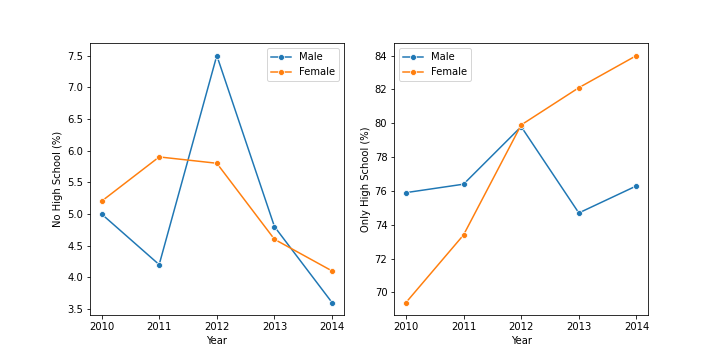 No High School (%)
7.5
7.0
6.5
6.0
5.5
5.0
4.5
4.0
3.5
2010 2011 2012 2013 2014
Year
Male
Female
Only High School (%)
84
82
80
78
76
74
72
70
2010 2011 2012 2013 2014
Year
Male
Female